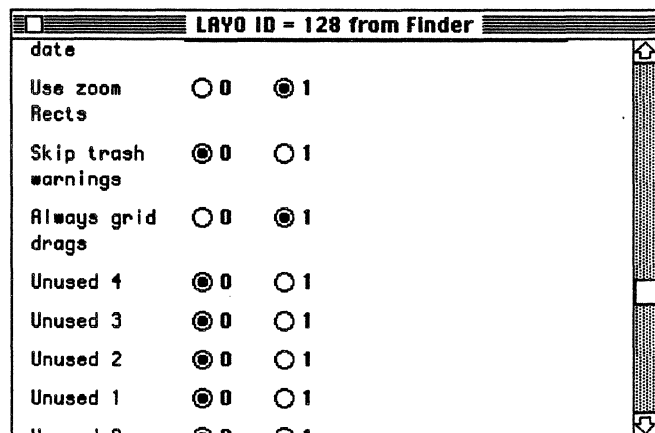 LAYO ID = 128 from Finder
date
Use zoom 0 1
Rects
Skip trash 0 1
warnings
Always grid 0 1
drags
Unused 4 0 1
Unused 3 0 1
Unused 2 0 1
Unused 1 0 1